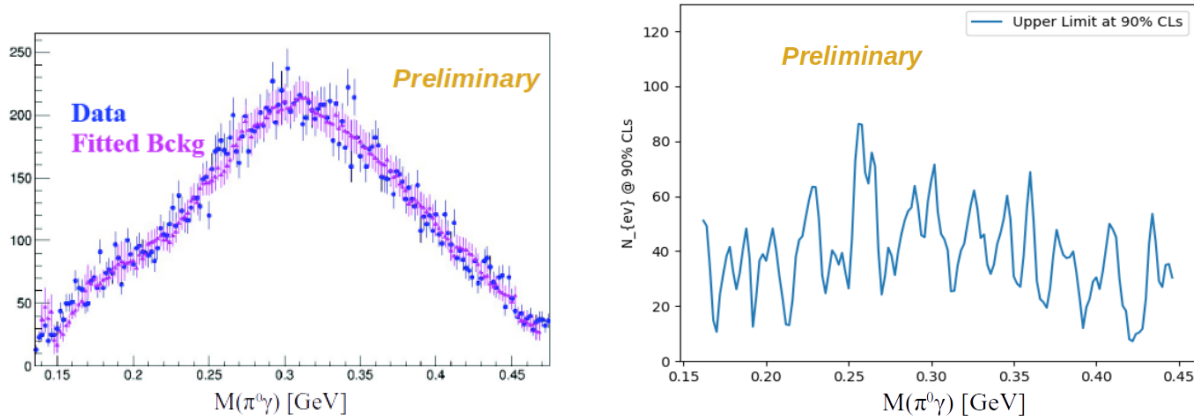 250
200
150
100
50
0
Preliminary
Data
Fitted Bckg
0.15 0.2 0.25 0.3 0.35 0.4 0.45
M(π⁰γ) [GeV]
N_{ev} @ 90% CLs
120
100
80
60
40
20
0
Upper Limit at 90% CLs
Preliminary
0.15 0.20 0.25 0.30 0.35 0.40 0.45
M(π⁰γ) [GeV]